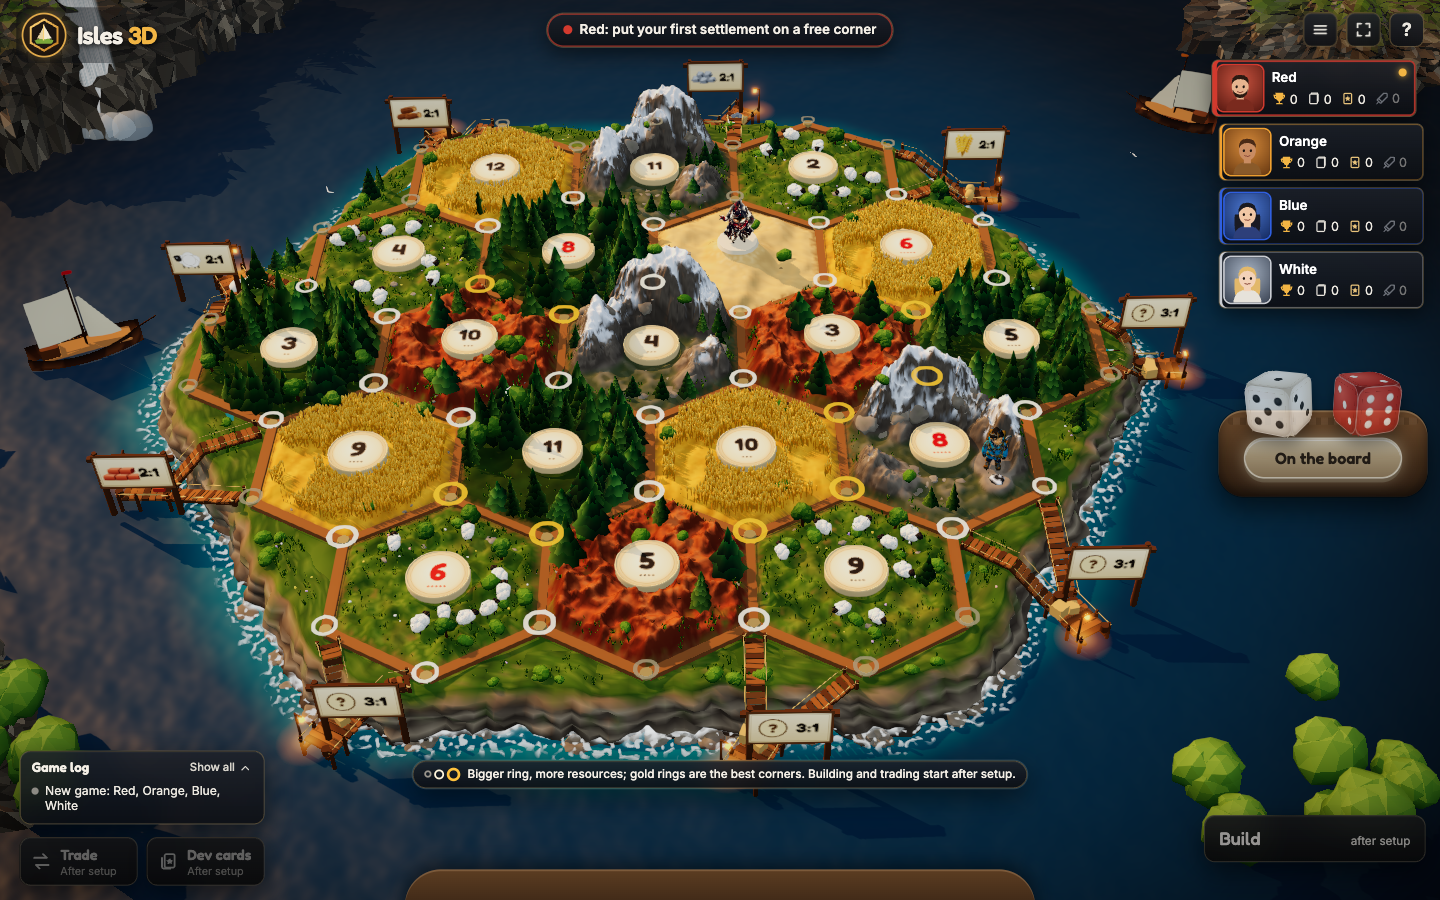 Isles 3D
Red: put your first settlement on a free corner
?
Red
0 0 0 0
Orange
0 0 0 0
Blue
0 0 0 0
White
0 0 0 0
2:1
2:1
2:1
2:1
? 3:1
2:1
? 3:1
? 3:1
? 3:1
12
11
2
4
8
6
3
10
4
3
5
9
11
10
8
6
5
9
On the board
Bigger ring, more resources; gold rings are the best corners. Building and trading start after setup.
Game log
Show all
New game: Red, Orange, Blue,
White
Trade
After setup
Dev cards
After setup
Build
after setup